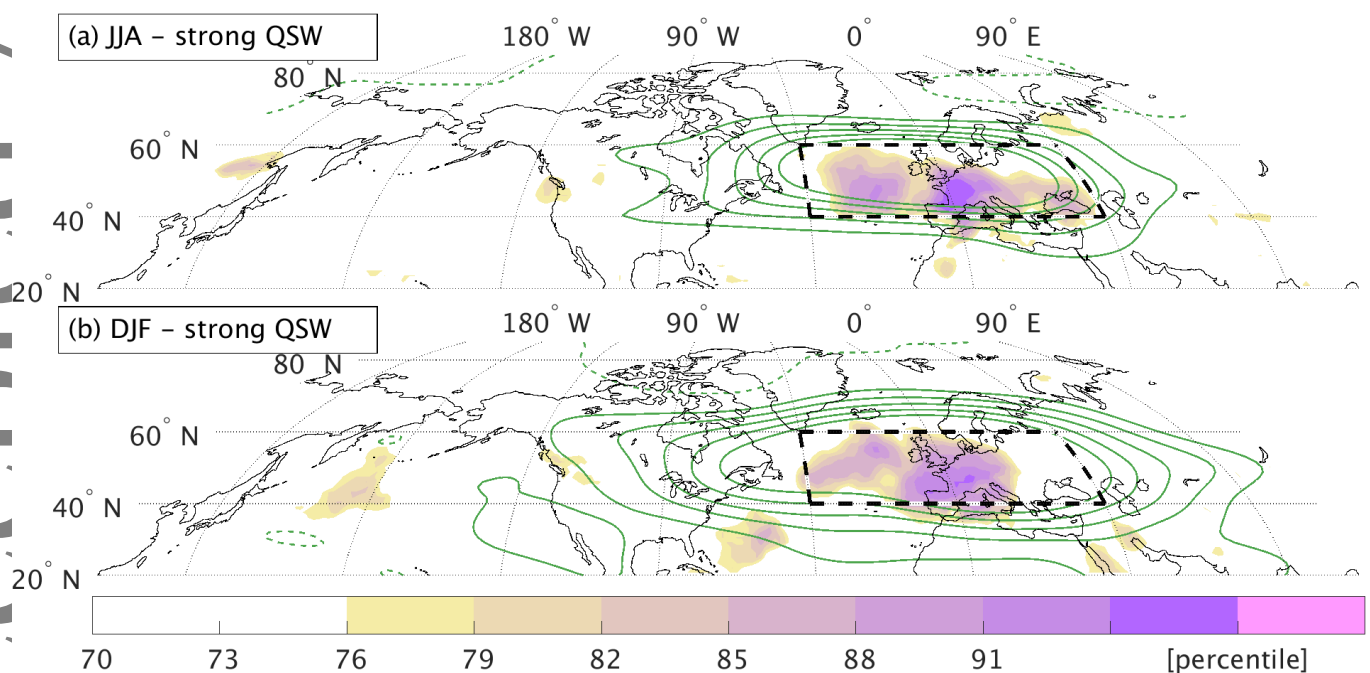 (a) JJA – strong QSW
180° W 90° W 0° 90° E
80° N
60° N
40° N
20° N
(b) DJF – strong QSW
180° W 90° W 0° 90° E
80° N
60° N
40° N
20° N
70 73 76 79 82 85 88 91 [percentile]